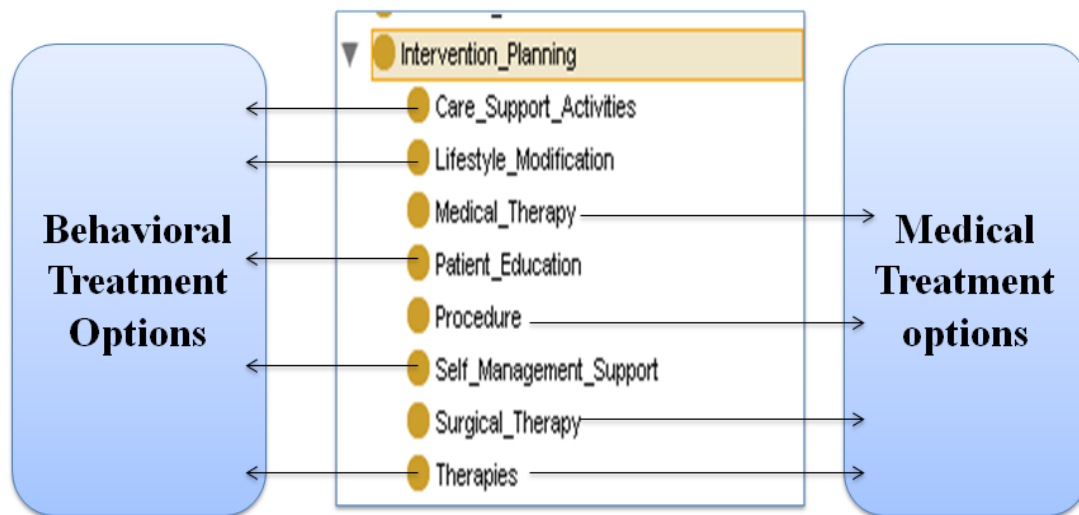 Behavioral
Treatment
Options
Intervention_Planning
Care_Support_Activities
Lifestyle_Modification
Medical_Therapy
Patient_Education
Procedure
Self_Management_Support
Surgical_Therapy
Therapies
Medical
Treatment
options